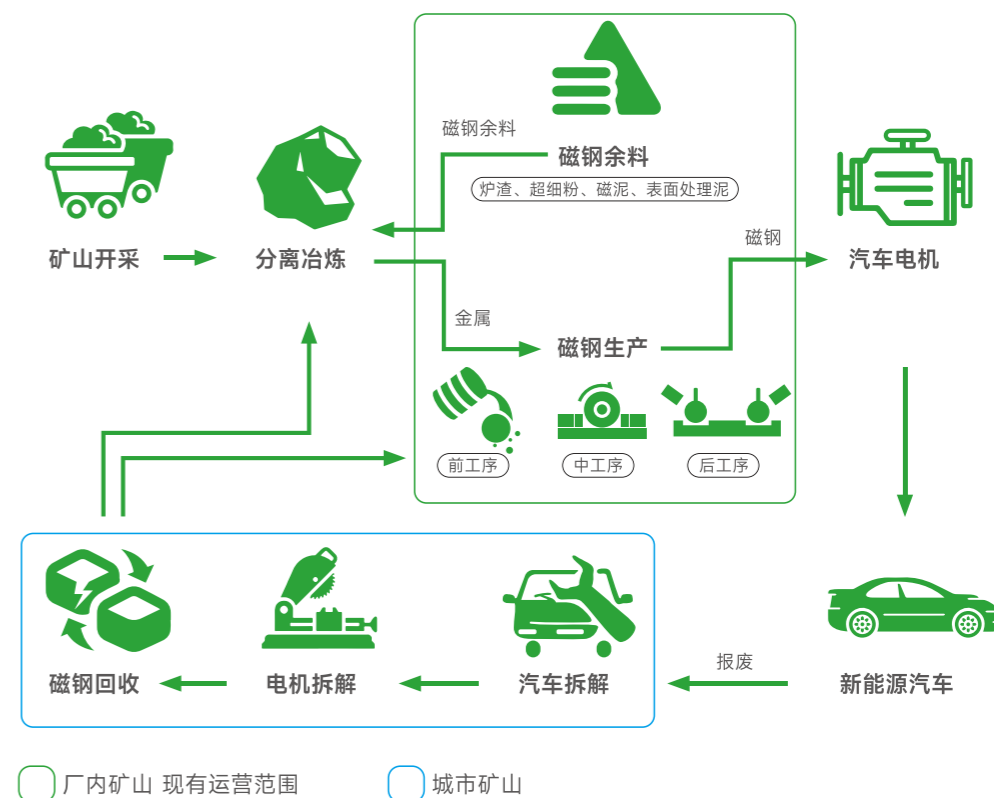 磁钢余料
磁钢余料
炉渣、超细粉、磁泥、表面处理泥
磁钢
矿山开采
分离冶炼
汽车电机
金属
磁钢生产
前工序
中工序
后工序
报废
磁钢回收
电机拆解
汽车拆解
新能源汽车
厂内矿山 现有运营范围
城市矿山